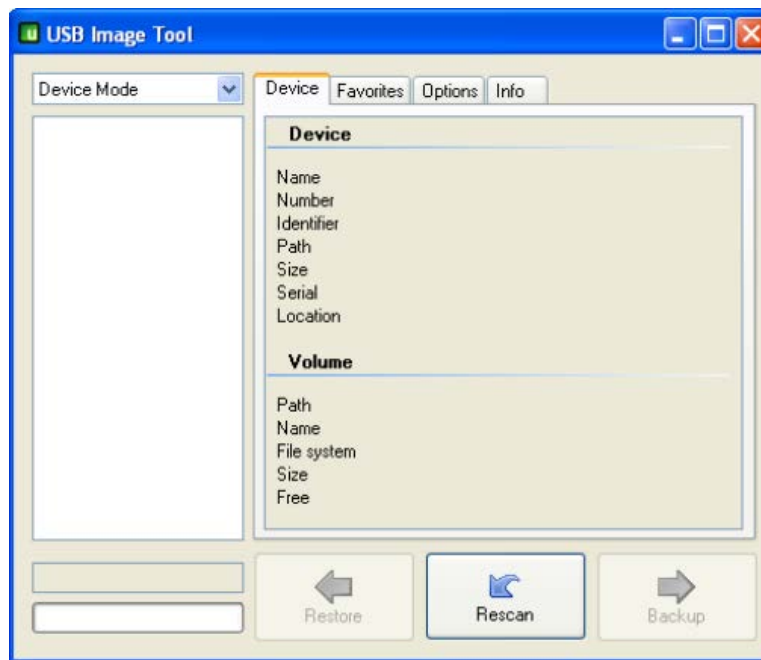 USB Image Tool
Device Mode
Device Favorites Options Info
Device
Name
Number
Identifier
Path
Size
Serial
Location
Volume
Path
Name
File system
Size
Free
Restore Rescan Backup